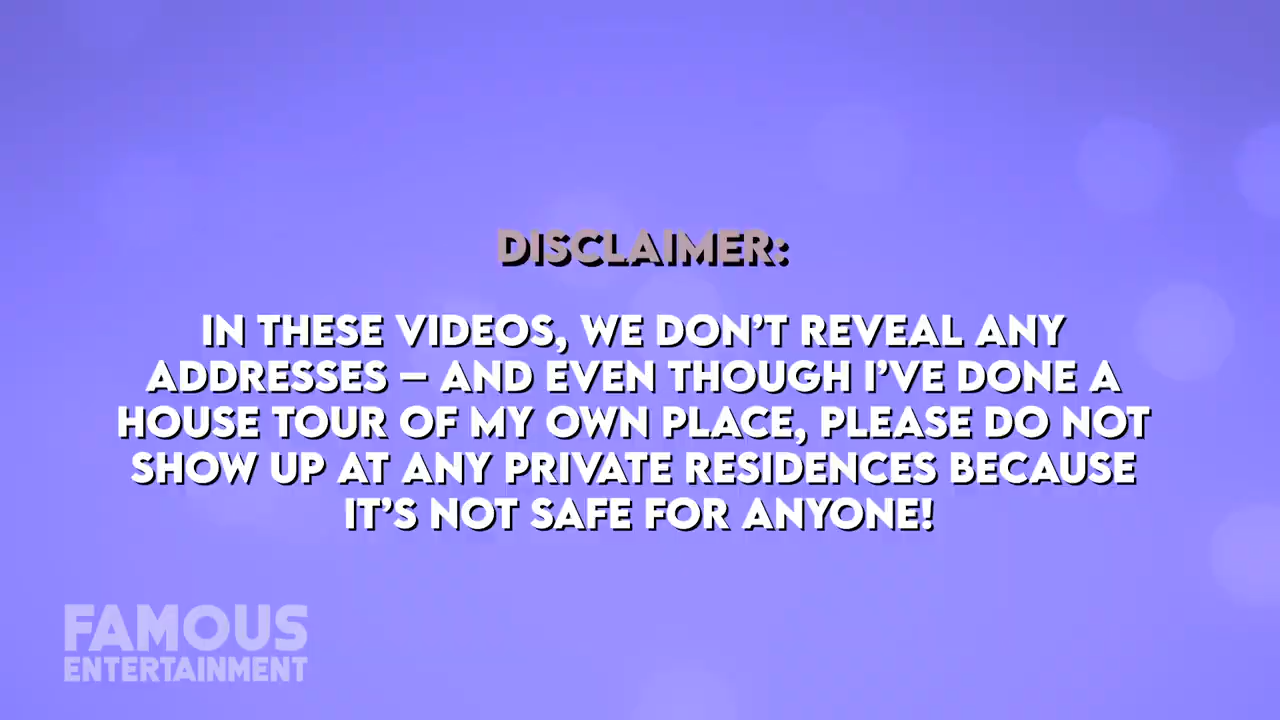 DISCLAIMER:
IN THESE VIDEOS, WE DON'T REVEAL ANY
ADDRESSES – AND EVEN THOUGH I'VE DONE A
HOUSE TOUR OF MY OWN PLACE, PLEASE DO NOT
SHOW UP AT ANY PRIVATE RESIDENCES BECAUSE
IT'S NOT SAFE FOR ANYONE!
FAMOUS
ENTERTAINMENT